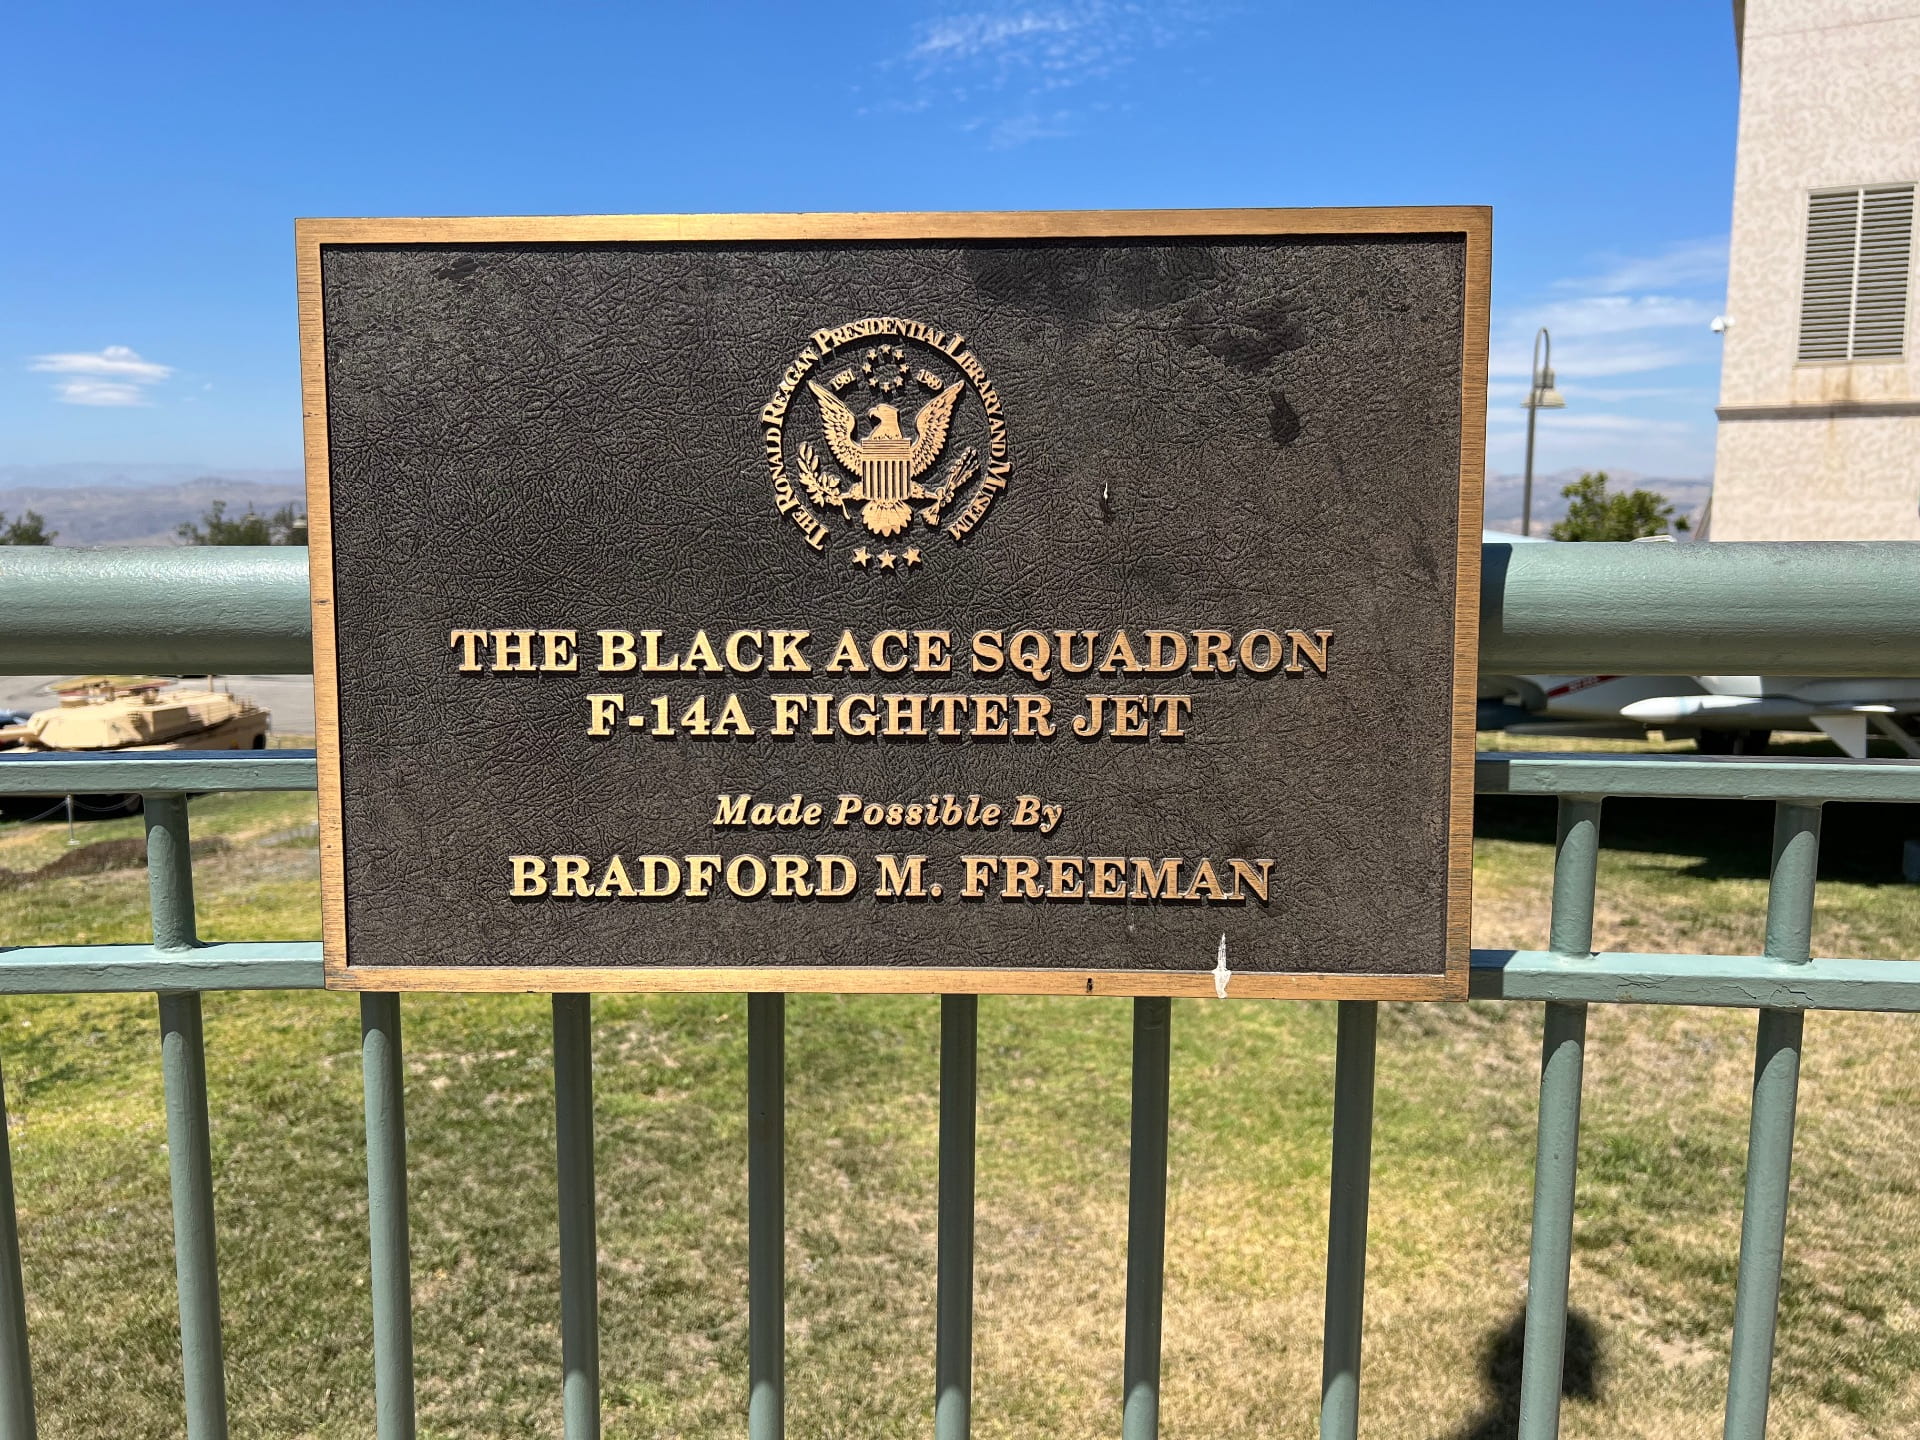 THE RONALD REAGAN PRESIDENTIAL LIBRARY AND MUSEUM
1981 1989
THE BLACK ACE SQUADRON
F-14A FIGHTER JET
Made Possible By
BRADFORD M. FREEMAN